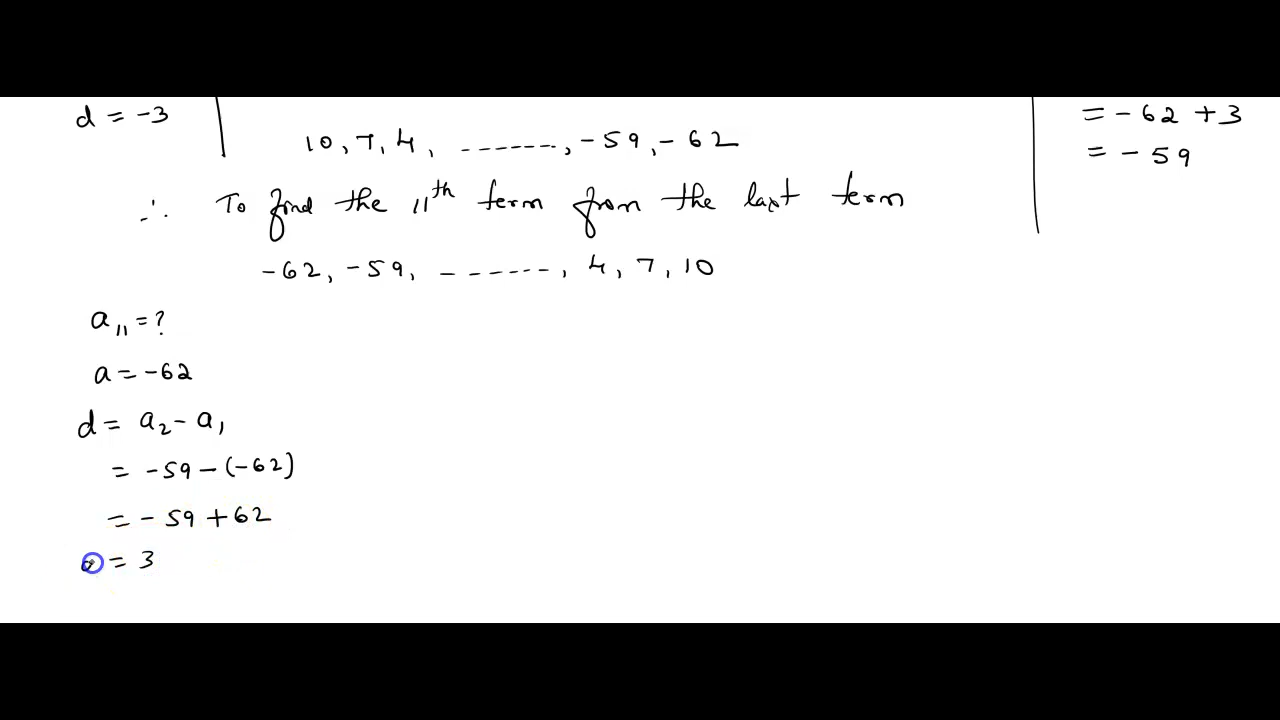 d = -3
10, 7, 4, ......., -59, -62
= -62 + 3
= -59
∴ To find the 11th term from the last term
-62, -59, ......., 4, 7, 10
a₁₁ = ?
a = -62
d = a₂ - a₁
= -59 - (-62)
= -59 + 62
= 3